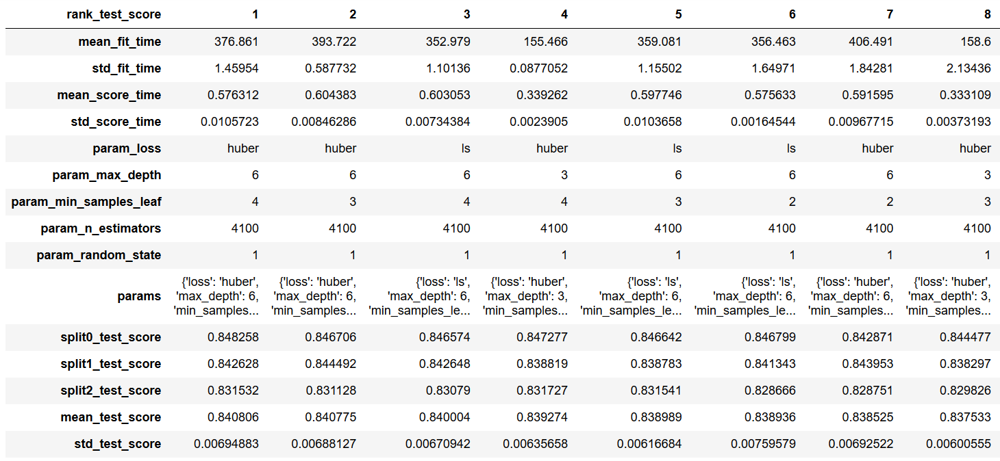 rank_test_score 1 2 3 4 5 6 7 8
mean_fit_time 376.861 393.722 352.979 155.466 359.081 356.463 406.491 158.6
std_fit_time 1.45954 0.587732 1.10136 0.0877052 1.15502 1.64971 1.84281 2.13436
mean_score_time 0.576312 0.604383 0.603053 0.339262 0.597746 0.575633 0.591595 0.333109
std_score_time 0.0105723 0.00846286 0.00734384 0.0023905 0.0103658 0.00164544 0.00967715 0.00373193
param_loss huber huber ls huber ls ls huber huber
param_max_depth 6 6 6 3 6 6 6 3
param_min_samples_leaf 4 3 4 4 3 2 2 3
param_n_estimators 4100 4100 4100 4100 4100 4100 4100 4100
param_random_state 1 1 1 1 1 1 1 1
{'loss': 'huber', {'loss': 'huber', {'loss': 'ls', {'loss': 'huber', {'loss': 'ls', {'loss': 'ls', {'loss': 'huber', {'loss': 'huber',
params 'max_depth': 6, 'max_depth': 6, 'max_depth': 6, 'max_depth': 3, 'max_depth': 6, 'max_depth': 6, 'max_depth': 6, 'max_depth': 3,
'min_samples... 'min_samples... 'min_samples_le... 'min_samples... 'min_samples_le... 'min_samples_le... 'min_samples... 'min_samples...
split0_test_score 0.848258 0.846706 0.846574 0.847277 0.846642 0.846799 0.842871 0.844477
split1_test_score 0.842628 0.844492 0.842648 0.838819 0.838783 0.841343 0.843953 0.838297
split2_test_score 0.831532 0.831128 0.83079 0.831727 0.831541 0.828666 0.828751 0.829826
mean_test_score 0.840806 0.840775 0.840004 0.839274 0.838989 0.838936 0.838525 0.837533
std_test_score 0.00694883 0.00688127 0.00670942 0.00635658 0.00616684 0.00759579 0.00692522 0.00600555